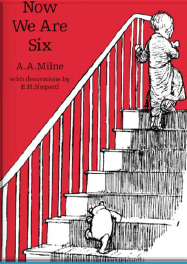 Now
We Are
Six
A.A.Milne
with decorations by
E.H.Shepard